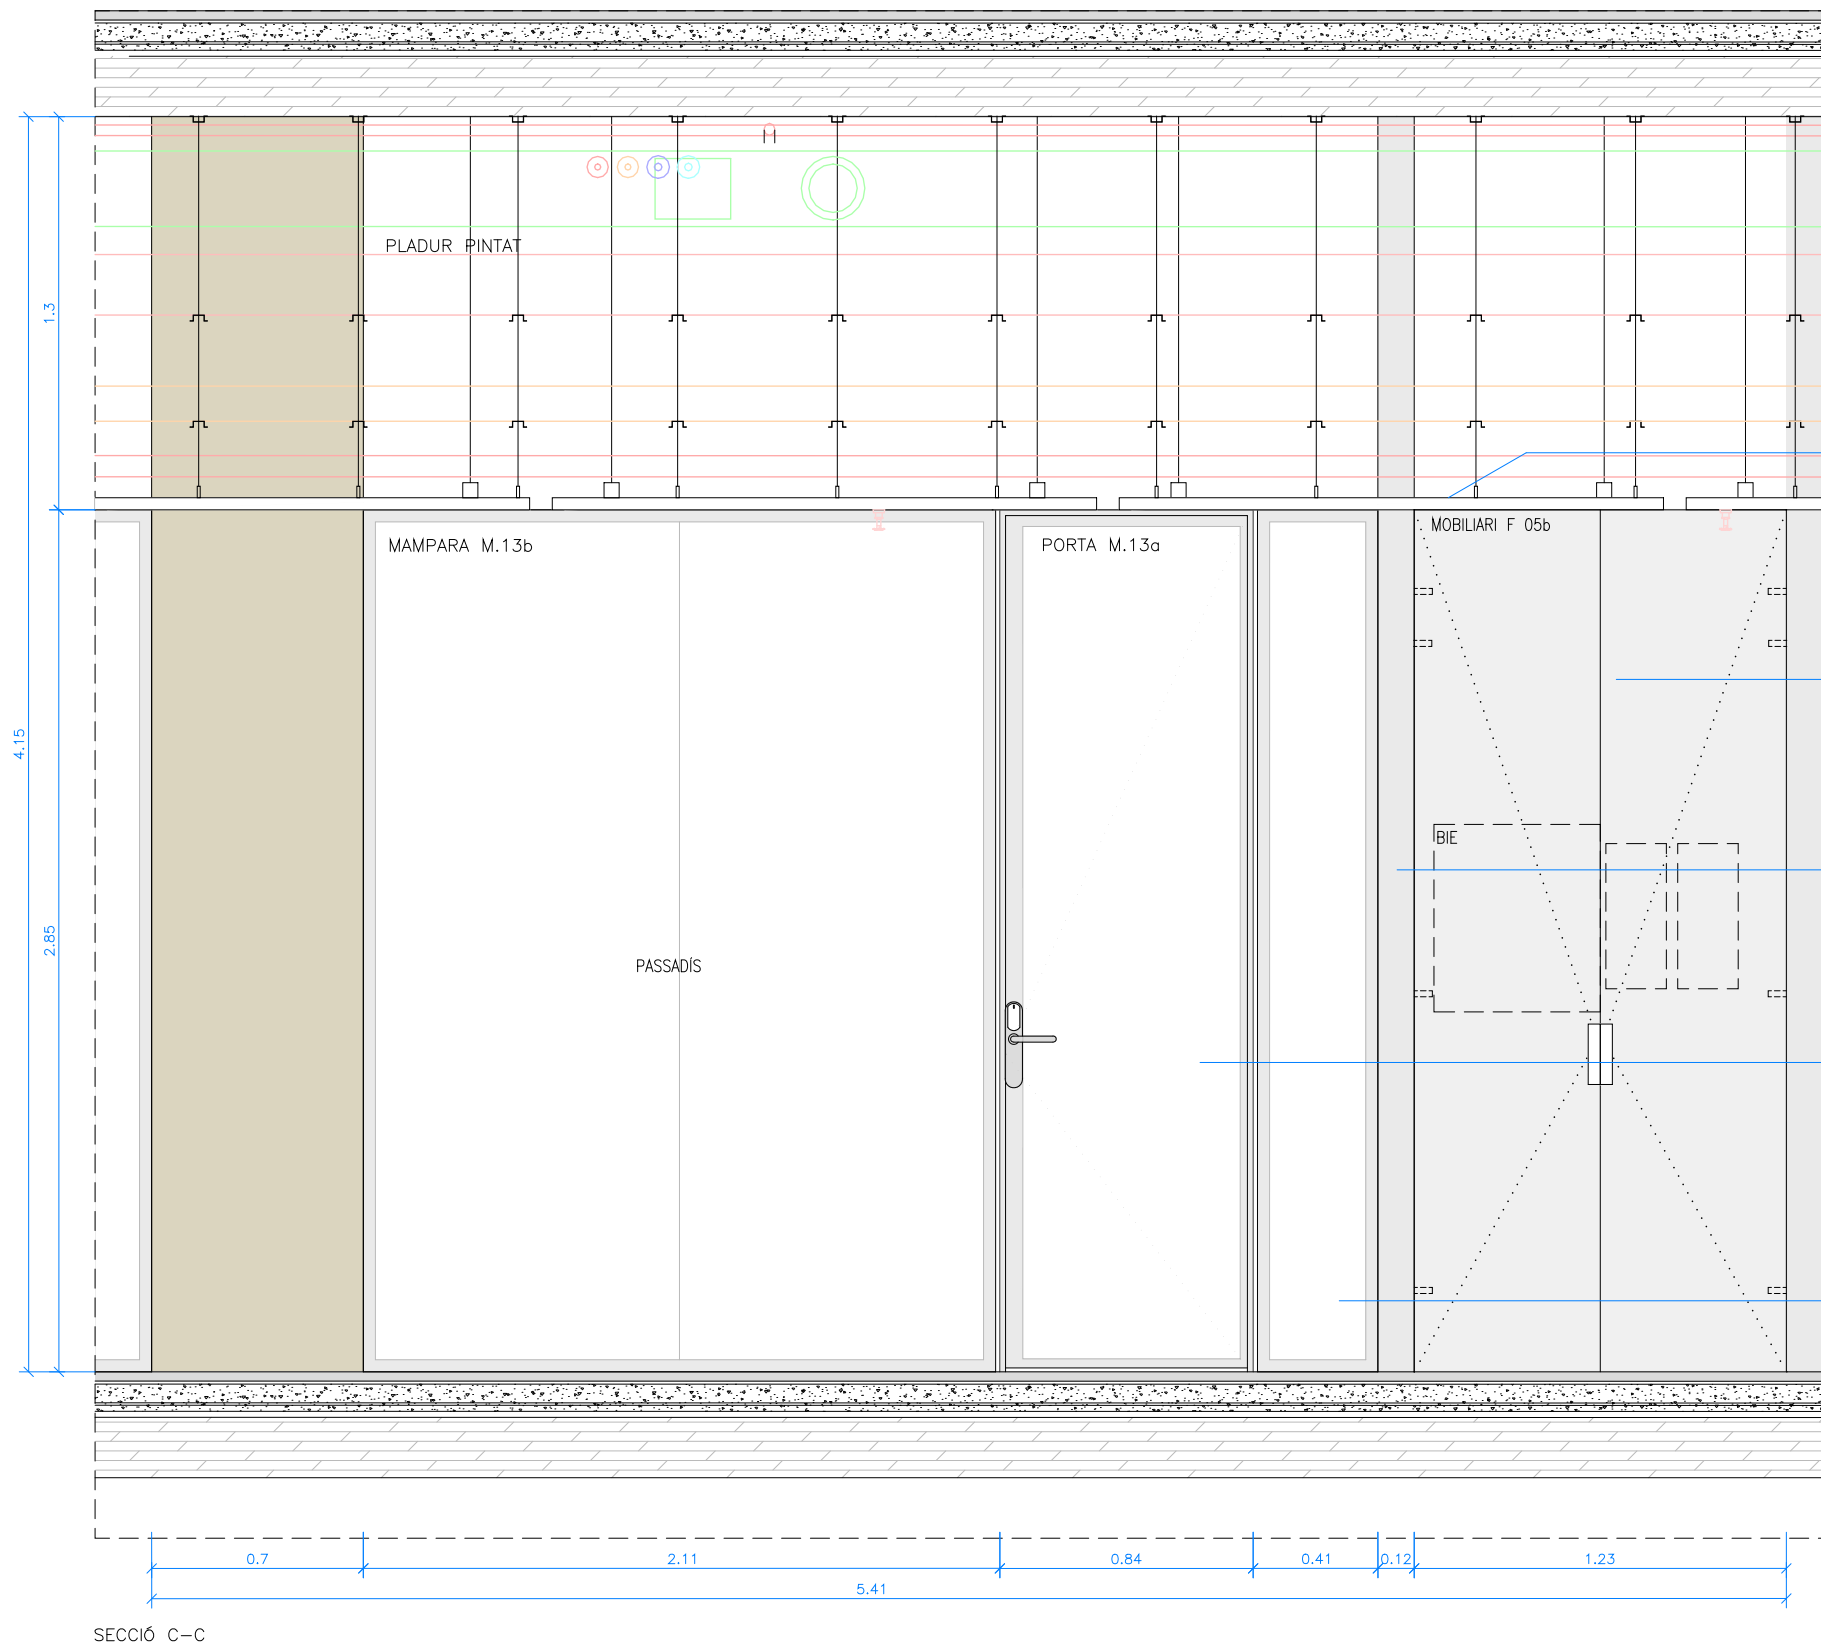 PLADUR PINTAT
1.3
MAMPARA M.13b
PORTA M.13a
MOBILIARI F 05b
4.15
BIE
2.85
PASSADÍS
0.7
2.11
0.84
0.41
0.12
1.23
5.41
SECCIÓ C-C